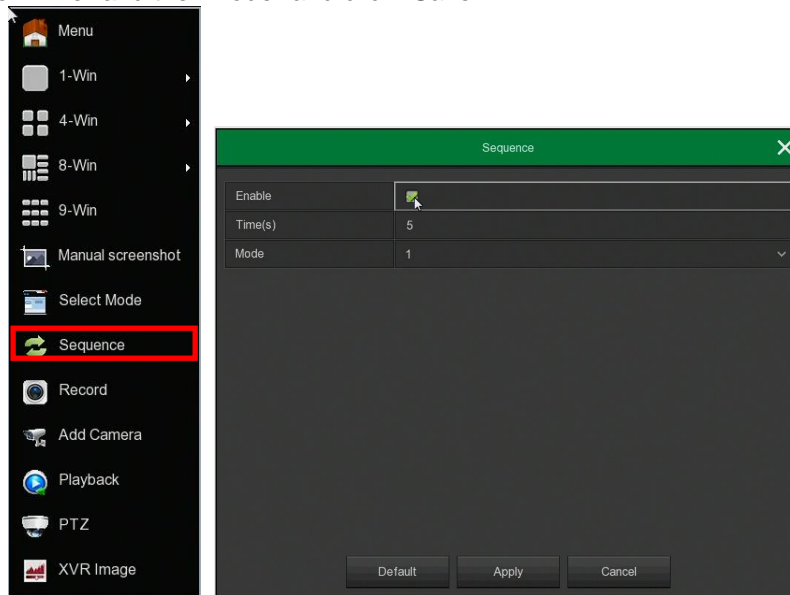 Menu
1-Win
4-Win
8-Win
9-Win
Manual screenshot
Select Mode
Sequence
Record
Add Camera
Playback
PTZ
XVR Image
Sequence
Enable
Time(s) 5
Mode 1
Default Apply Cancel